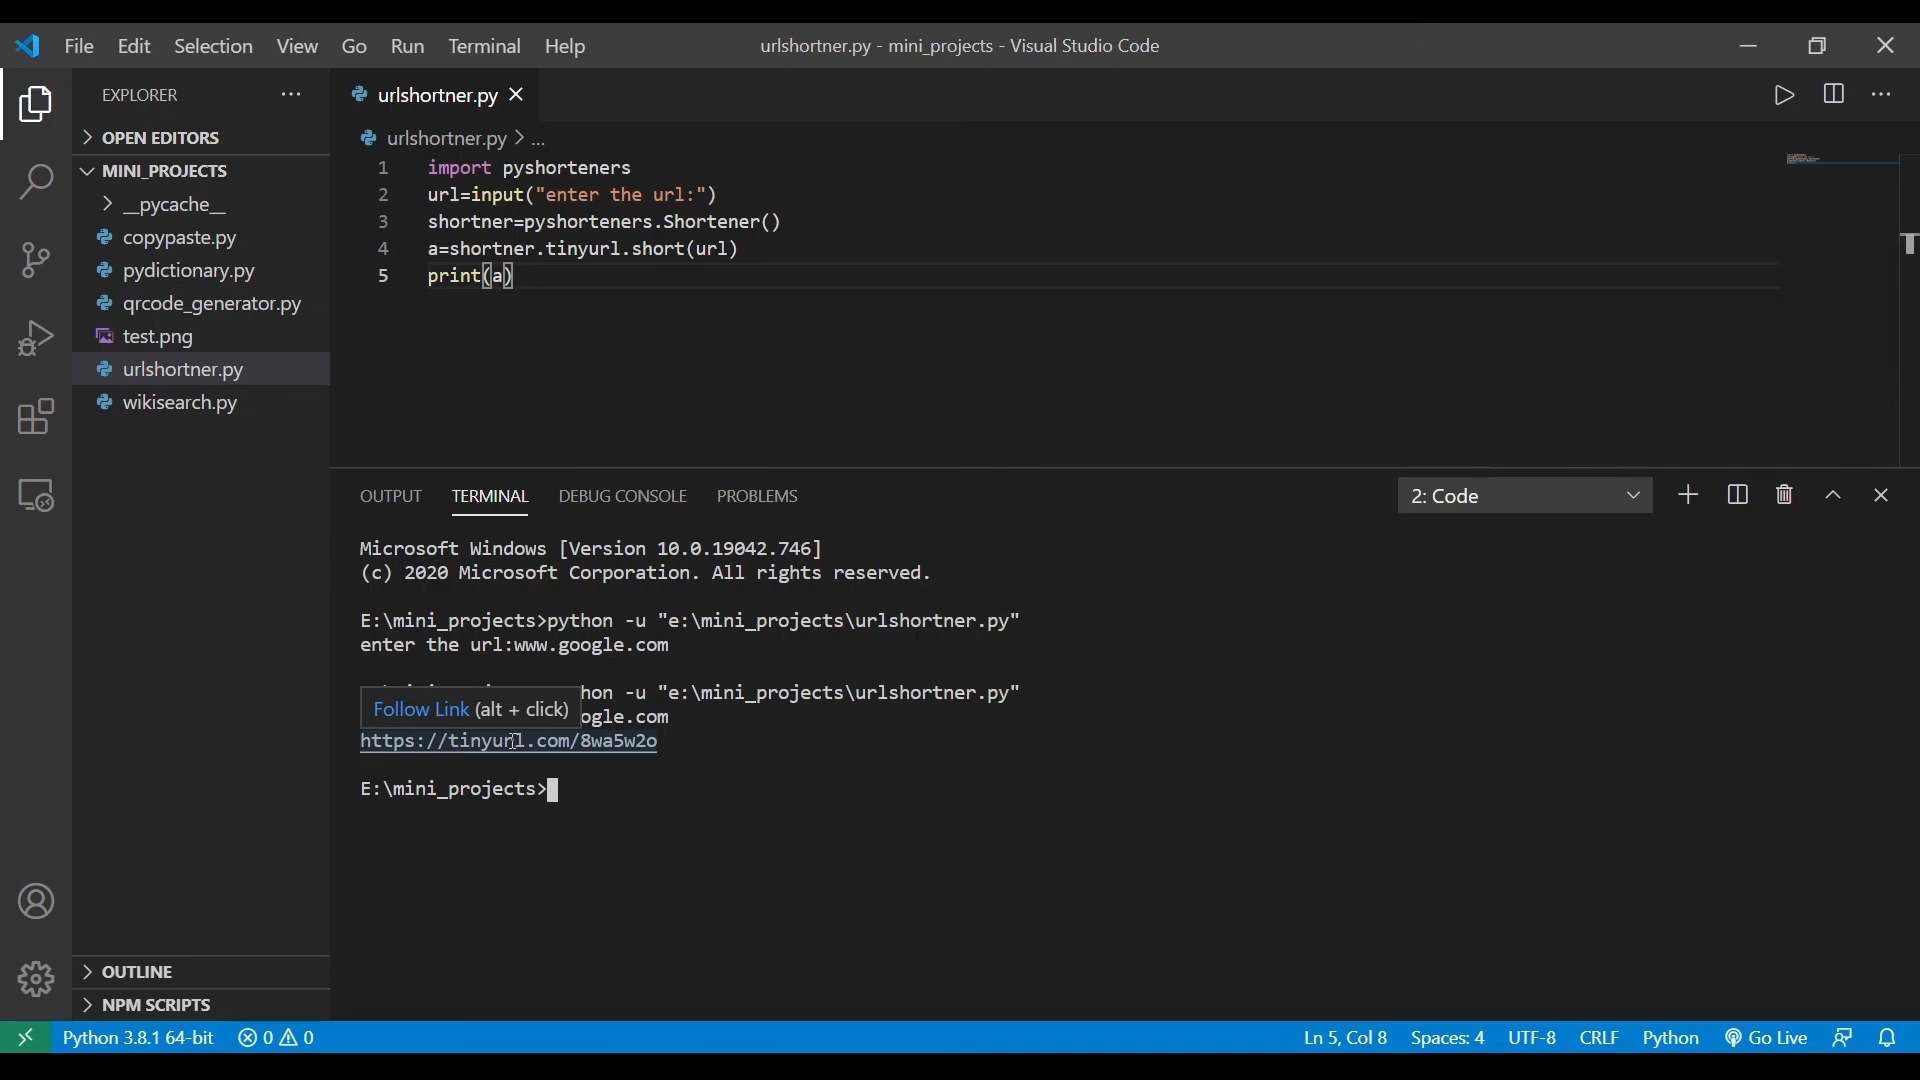 File Edit Selection View Go Run Terminal Help urlshortner.py - mini_projects - Visual Studio Code
EXPLORER
OPEN EDITORS
MINI_PROJECTS
__pycache__
copypaste.py
pydictionary.py
qrcode_generator.py
test.png
urlshortner.py
wikisearch.py
OUTLINE
NPM SCRIPTS
urlshortner.py
urlshortner.py > ...
1 import pyshorteners
2 url=input("enter the url:")
3 shortner=pyshorteners.Shortener()
4 a=shortner.tinyurl.short(url)
5 print(a)
OUTPUT TERMINAL DEBUG CONSOLE PROBLEMS 2: Code
Microsoft Windows [Version 10.0.19042.746]
(c) 2020 Microsoft Corporation. All rights reserved.
E:\mini_projects>python -u "e:\mini_projects\urlshortner.py"
enter the url:www.google.com
hon -u "e:\mini_projects\urlshortner.py"
Follow Link (alt + click) ogle.com
https://tinyurl.com/8wa5w2o
E:\mini_projects>
Python 3.8.1 64-bit 0 0 Ln 5, Col 8 Spaces: 4 UTF-8 CRLF Python Go Live